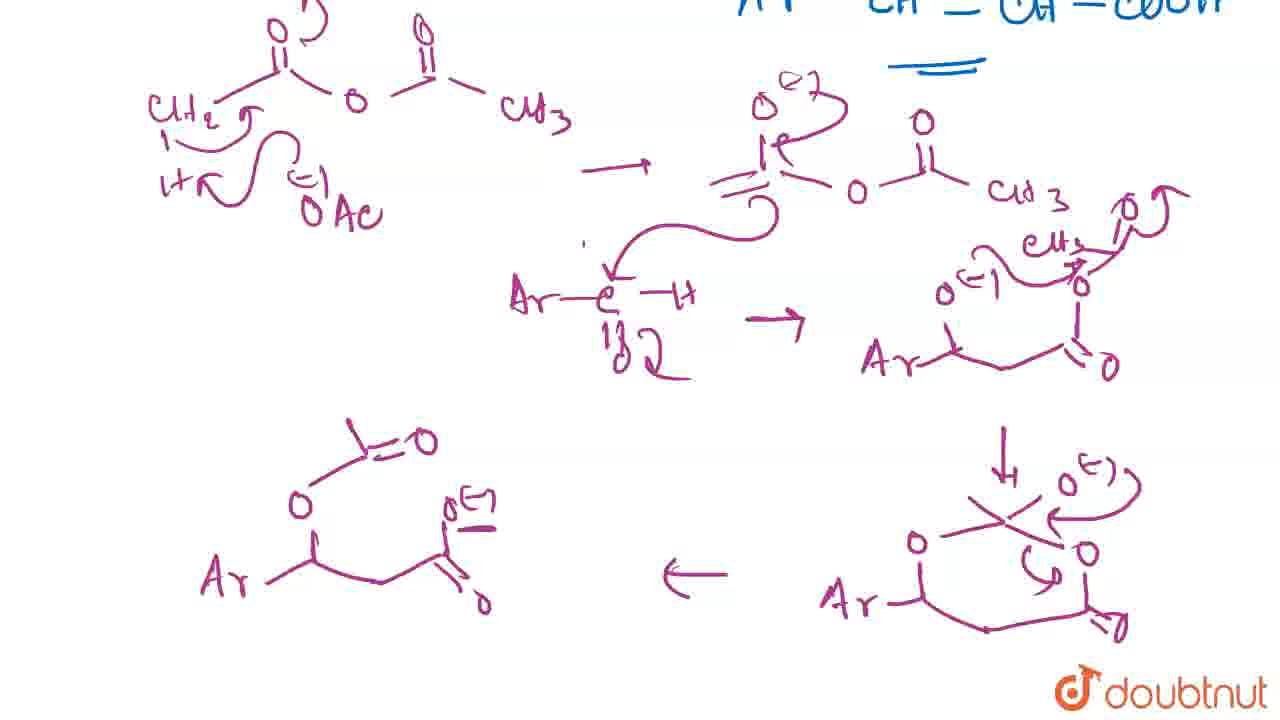 Ar - CH = CH - COOH
O O
CH2 O CH3
H (-)
OAc
O(-) O
O CH3
O
CH3
Ar-C-H O(-) O
O Ar O
O O(-)
O O(-) O O
Ar O Ar O
doubtnut